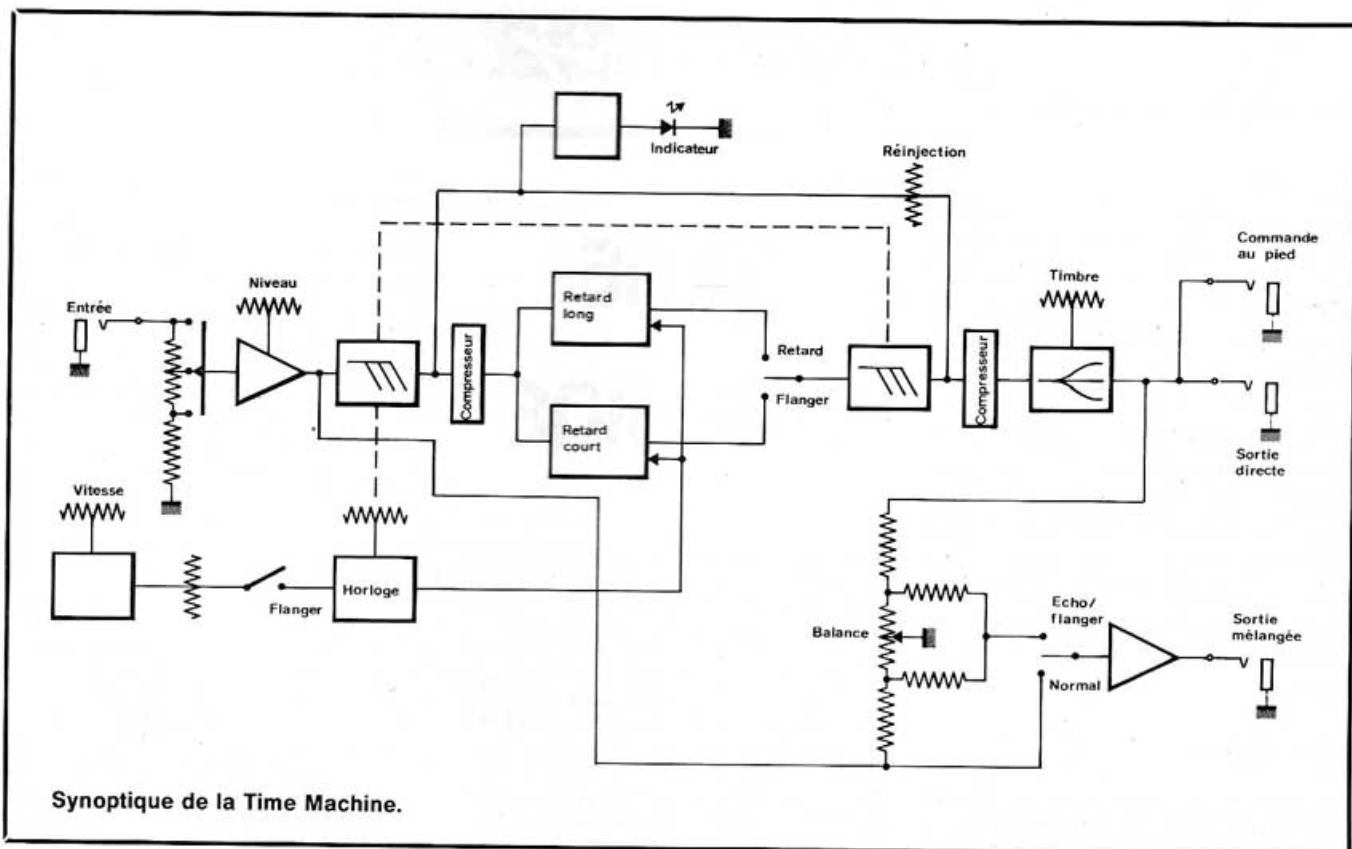 Indicateur
Réinjection
Commande
au pied
Niveau
Timbre
Entrée
Retard
long
Retard
Compresseur
Compresseur
Flanger
Retard
court
Sortie
directe
Vitesse
Horloge
Flanger
Echo/
flanger
Sortie
mélangée
Balance
Normal
Synoptique de la Time Machine.